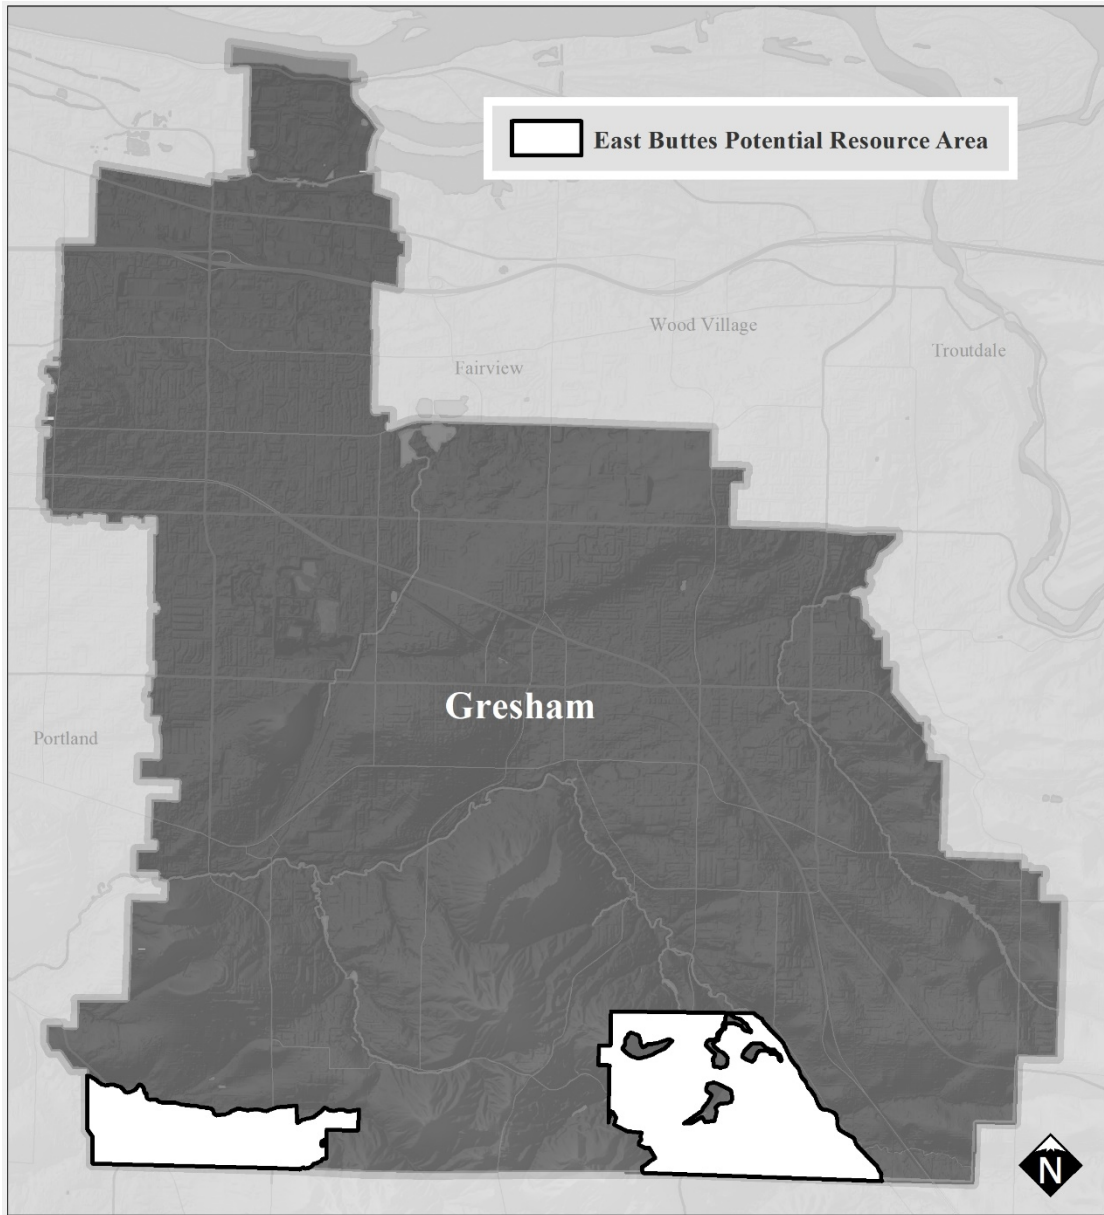 East Buttes Potential Resource Area
Wood Village
Troutdale
Fairview
Gresham
Portland
N